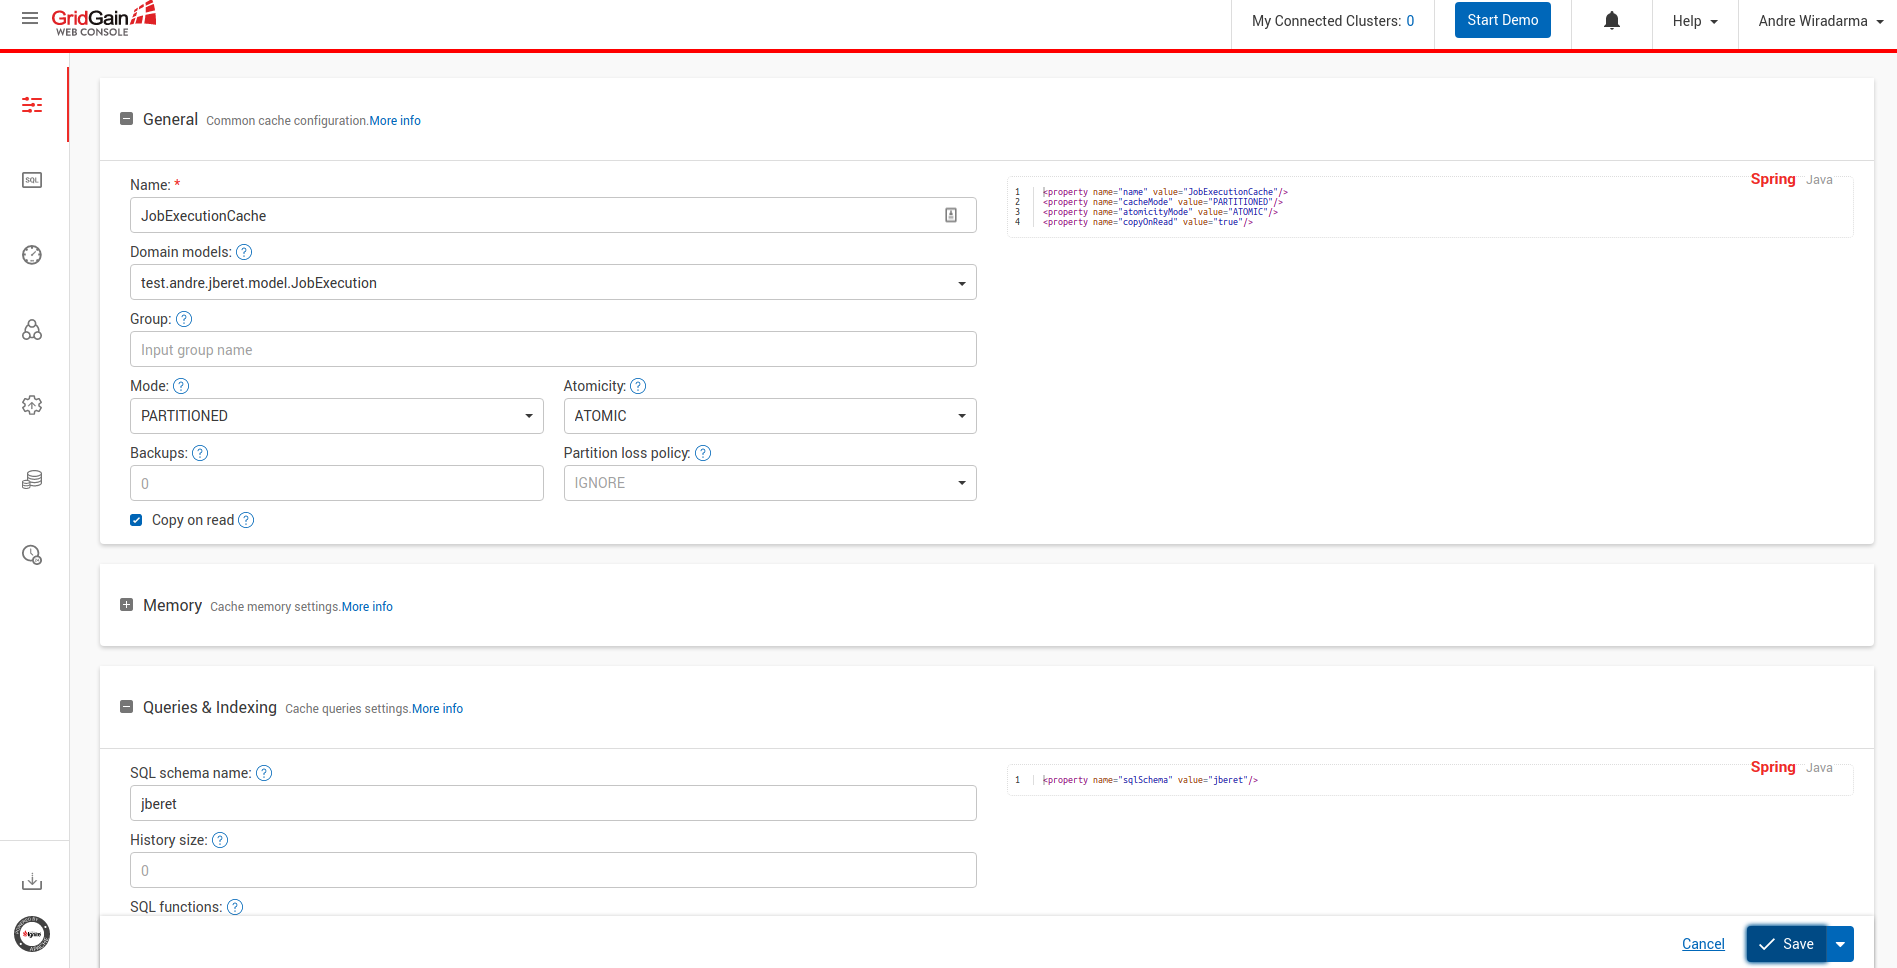 GridGain
WEB CONSOLE
My Connected Clusters: 0
Start Demo
Help
Andre Wiradarma
General Common cache configuration.More info
Name: *
JobExecutionCache
Domain models: ?
test.andre.jberet.model.JobExecution
Group: ?
Input group name
Mode: ?
PARTITIONED
Atomicity: ?
ATOMIC
Backups: ?
0
Partition loss policy: ?
IGNORE
Copy on read ?
Spring Java
1 <property name="name" value="JobExecutionCache"/>
2 <property name="cacheMode" value="PARTITIONED"/>
3 <property name="atomicityMode" value="ATOMIC"/>
4 <property name="copyOnRead" value="true"/>
SQL
Memory Cache memory settings.More info
Queries & Indexing Cache queries settings.More info
SQL schema name: ?
jberet
History size: ?
0
SQL functions: ?
Spring Java
1 <property name="sqlSchema" value="jberet"/>
Cancel
Save